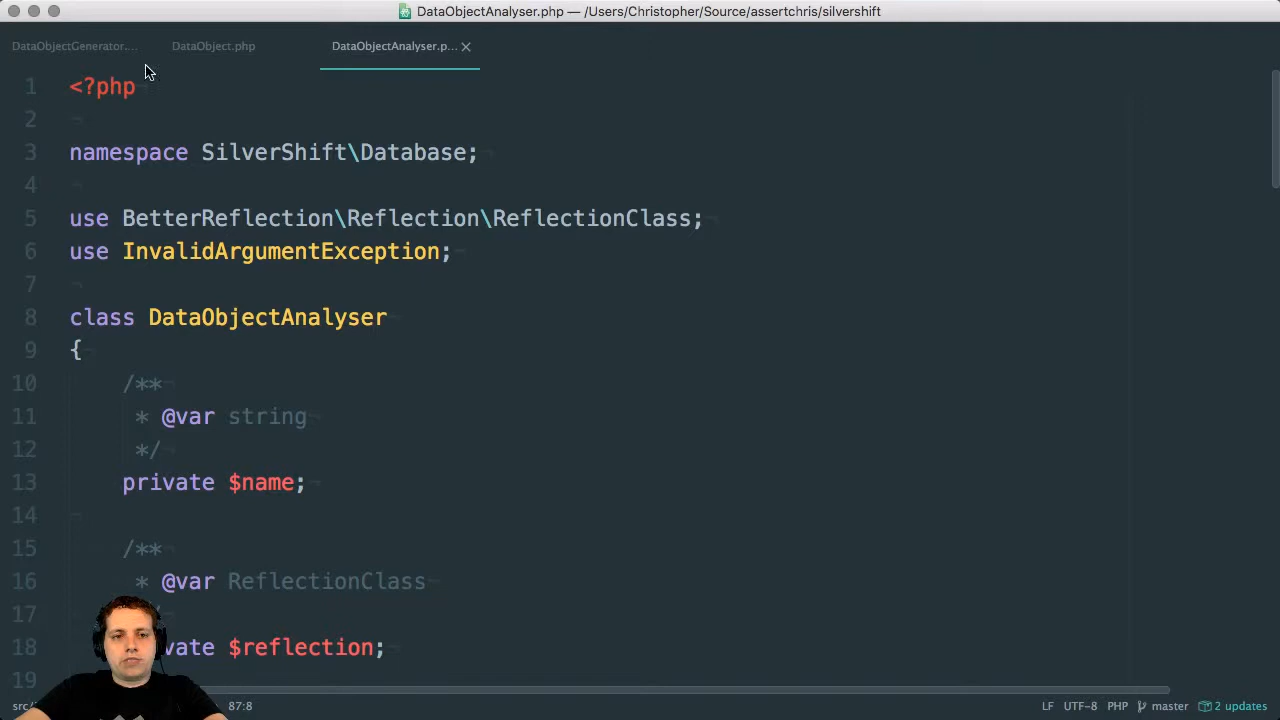 DataObjectAnalyser.php — /Users/Christopher/Source/assertchris/silvershift
DataObjectGenerator.... DataObject.php DataObjectAnalyser.p...
1 <?php
2
3 namespace SilverShift\Database;
4
5 use BetterReflection\Reflection\ReflectionClass;
6 use InvalidArgumentException;
7
8 class DataObjectAnalyser
9 {
10 /**
11 * @var string
12 */
13 private $name;
14
15 /**
16 * @var ReflectionClass
17 /
18 vate $reflection;
19
src/ 87:8 LF UTF-8 PHP master 2 updates